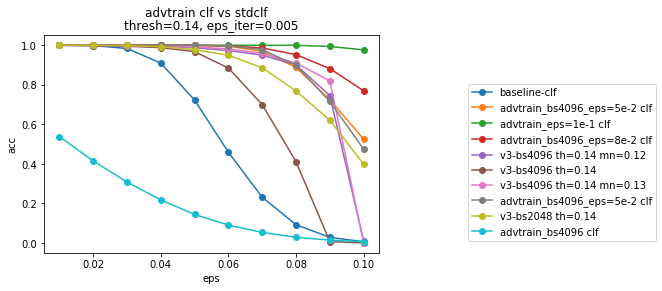 advtrain clf vs stdclf
thresh=0.14, eps_iter=0.005
1.0
0.8
0.6
0.4
0.2
0.0
acc
0.02
0.04
0.06
0.08
0.10
eps
baseline-clf
advtrain_bs4096_eps=5e-2 clf
advtrain_eps=1e-1 clf
advtrain_bs4096_eps=8e-2 clf
v3-bs4096 th=0.14 mn=0.12
v3-bs4096 th=0.14
v3-bs4096 th=0.14 mn=0.13
advtrain_bs4096_eps=5e-2 clf
v3-bs2048 th=0.14
advtrain_bs4096 clf